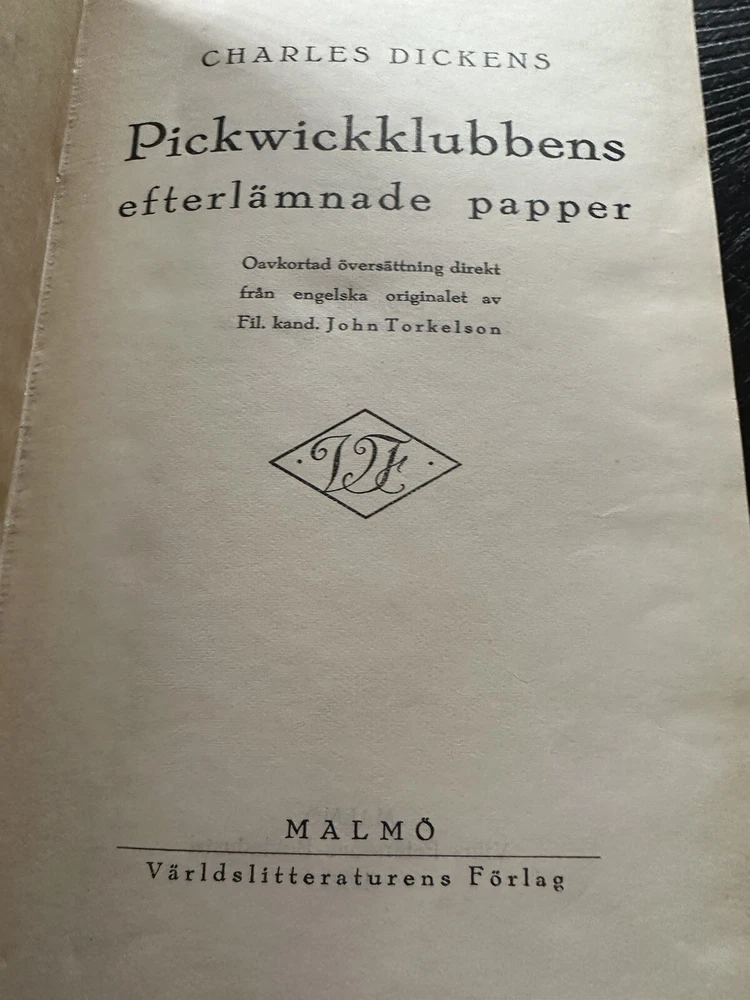 CHARLES DICKENS
Pickwickklubbens
efterlämnade papper
Oavkortad översättning direkt
från engelska originalet av
Fil. kand. John Torkelson
VLF
MALMÖ
Världslitteraturens Förlag